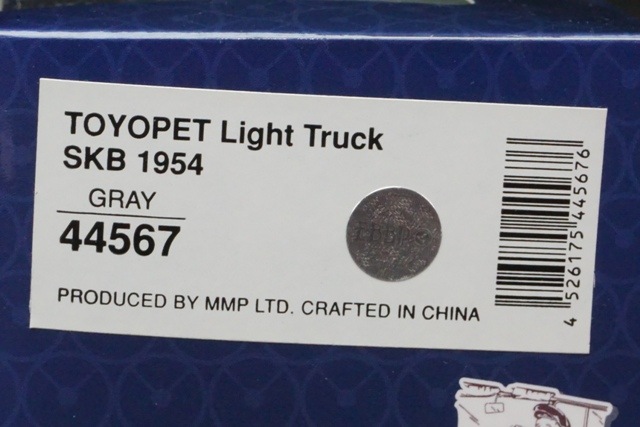 TOYOPET Light Truck
SKB 1954
GRAY
44567
PRODUCED BY MMP LTD. CRAFTED IN CHINA
4 526175 445676